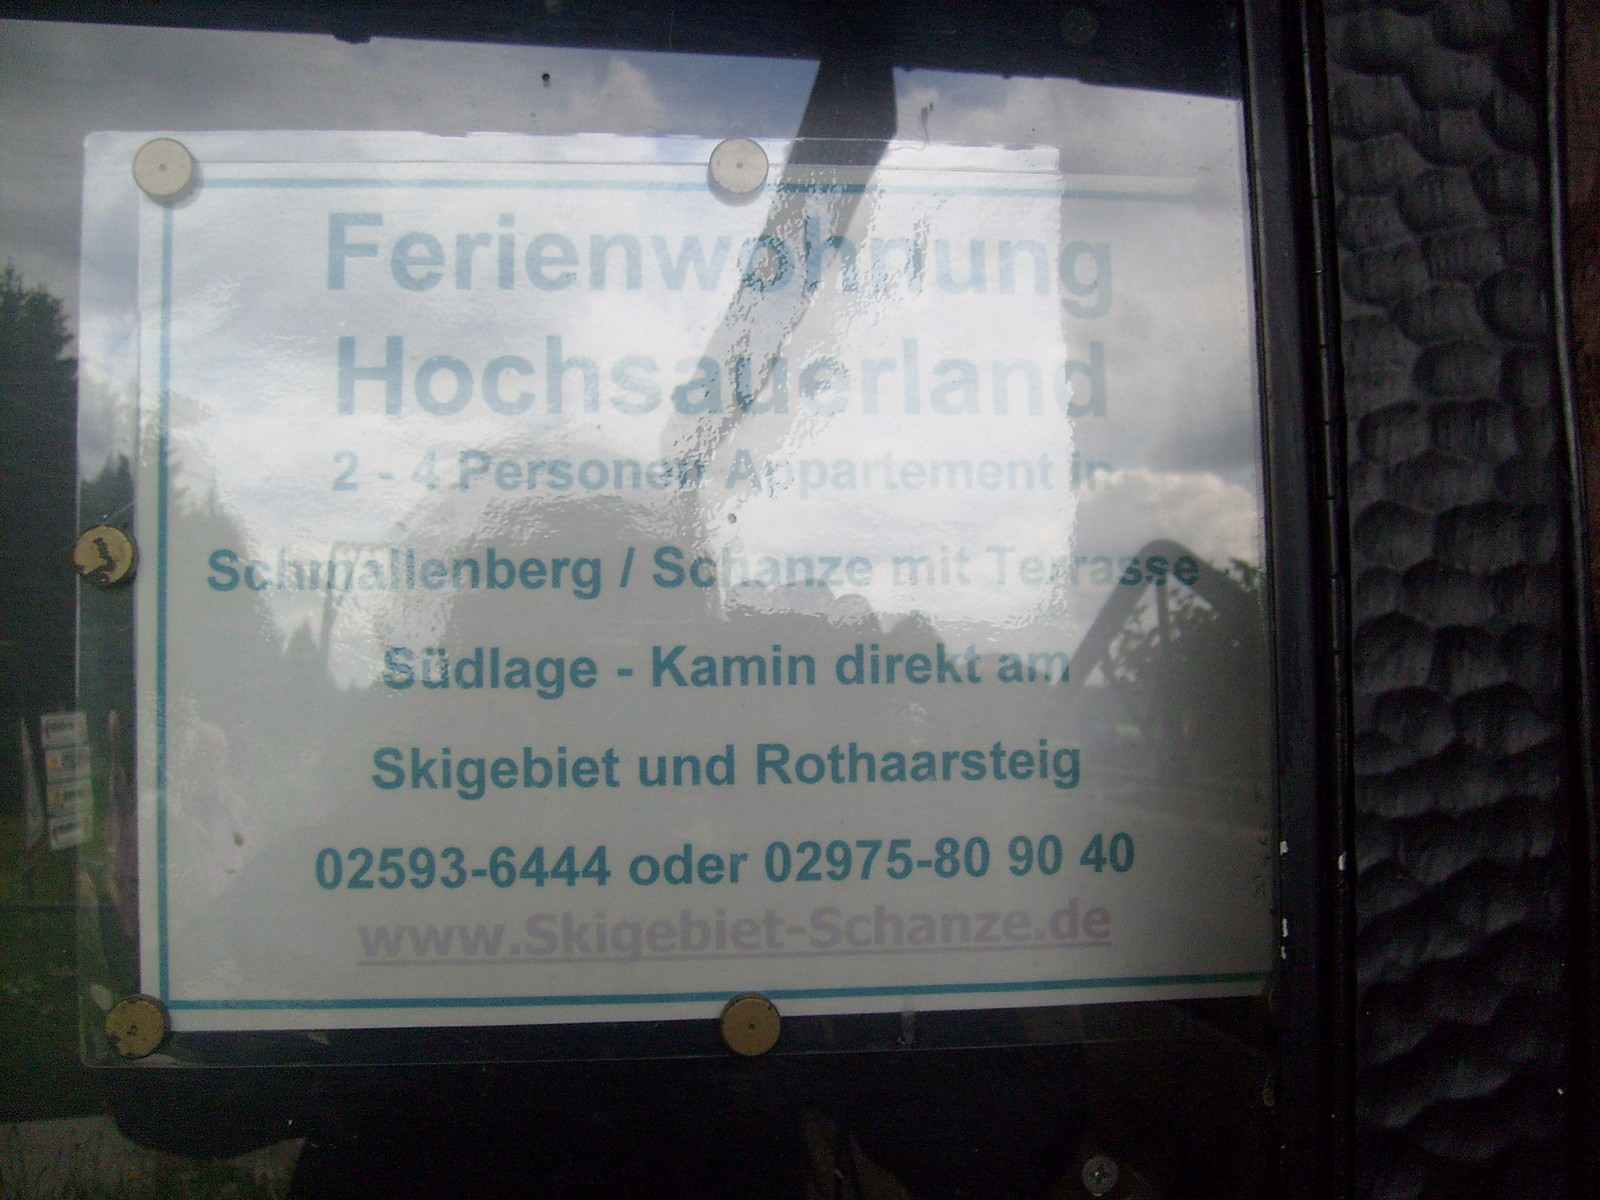 Ferienwohnung
Hochsauerland
2 - 4 Personen Appartement in
Schmallenberg / Schanze mit Terrasse
Südlage - Kamin direkt am
Skigebiet und Rothaarsteig
02593-6444 oder 02975-80 90 40
www.Skigebiet-Schanze.de